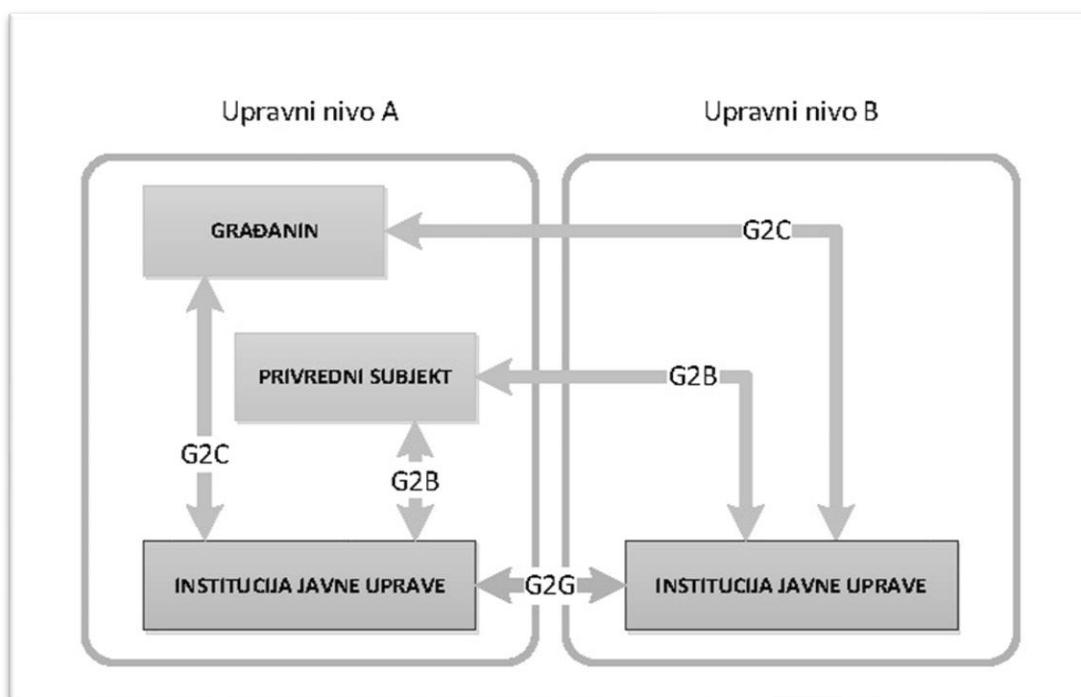 Upravni nivo A
Upravni nivo B
GRAĐANIN
G2C
PRIVREDNI SUBJEKT
G2B
G2C
G2B
INSTITUCIJA JAVNE UPRAVE
G2G
INSTITUCIJA JAVNE UPRAVE